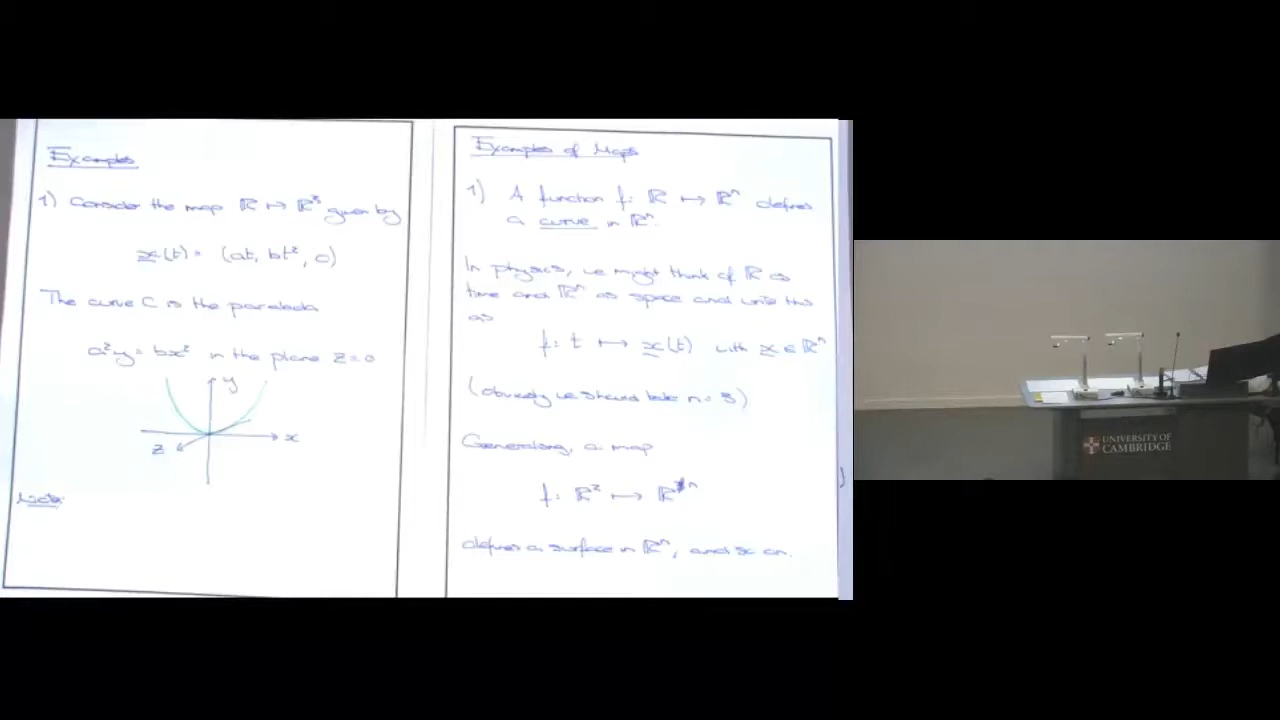 Examples
1) Consider the map ℝ ↦ ℝ³ given by
x(t) = (at, bt², 0)
The curve C is the parabola
a²y = bx² in the plane z=0
y
x
z
Note:
Examples of Maps
1) A function f: ℝ ↦ ℝⁿ defines
a curve in ℝⁿ.
In physics, we might think of ℝ as
time and ℝⁿ as space and write this
as
f: t ↦ x(t) with x ∈ ℝⁿ
(obviously we should take n=3)
Generalising, a map
f: ℝ² ↦ ℝⁿ
defines a surface in ℝⁿ, and so on.
UNIVERSITY OF
CAMBRIDGE